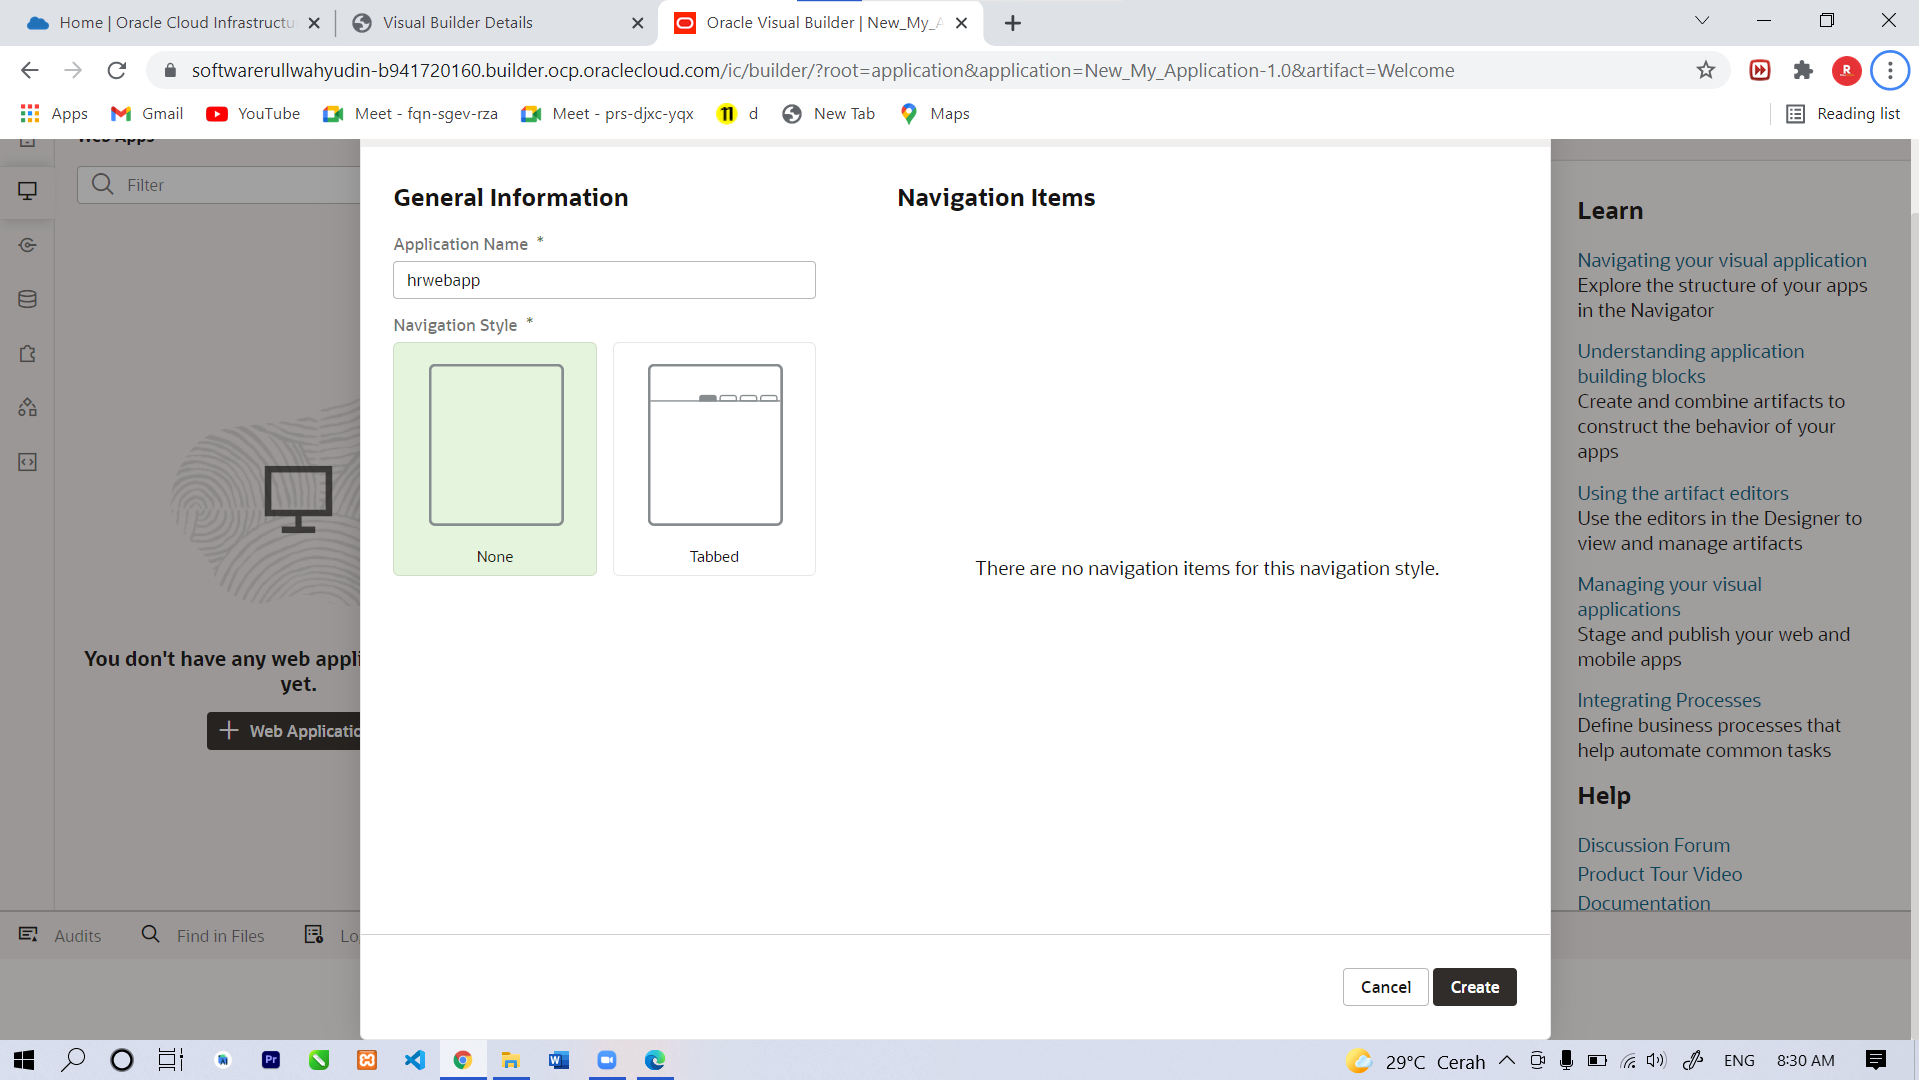 Home | Oracle Cloud Infrastructu
Visual Builder Details
Oracle Visual Builder | New_My_A
softwarerullwahyudin-b941720160.builder.ocp.oraclecloud.com/ic/builder/?root=application&application=New_My_Application-1.0&artifact=Welcome
Apps
Gmail
YouTube
Meet - fqn-sgev-rza
Meet - prs-djxc-yqx
d
New Tab
Maps
Reading list
Web Apps
Filter
You don't have any web appli
yet.
Web Applicatio
General Information
Application Name *
hrwebapp
Navigation Style *
None
Tabbed
Navigation Items
There are no navigation items for this navigation style.
Cancel
Create
Learn
Navigating your visual application
Explore the structure of your apps
in the Navigator
Understanding application
building blocks
Create and combine artifacts to
construct the behavior of your
apps
Using the artifact editors
Use the editors in the Designer to
view and manage artifacts
Managing your visual
applications
Stage and publish your web and
mobile apps
Integrating Processes
Define business processes that
help automate common tasks
Help
Discussion Forum
Product Tour Video
Documentation
Audits
Find in Files
Lo
Pr
29°C Cerah
ENG
8:30 AM